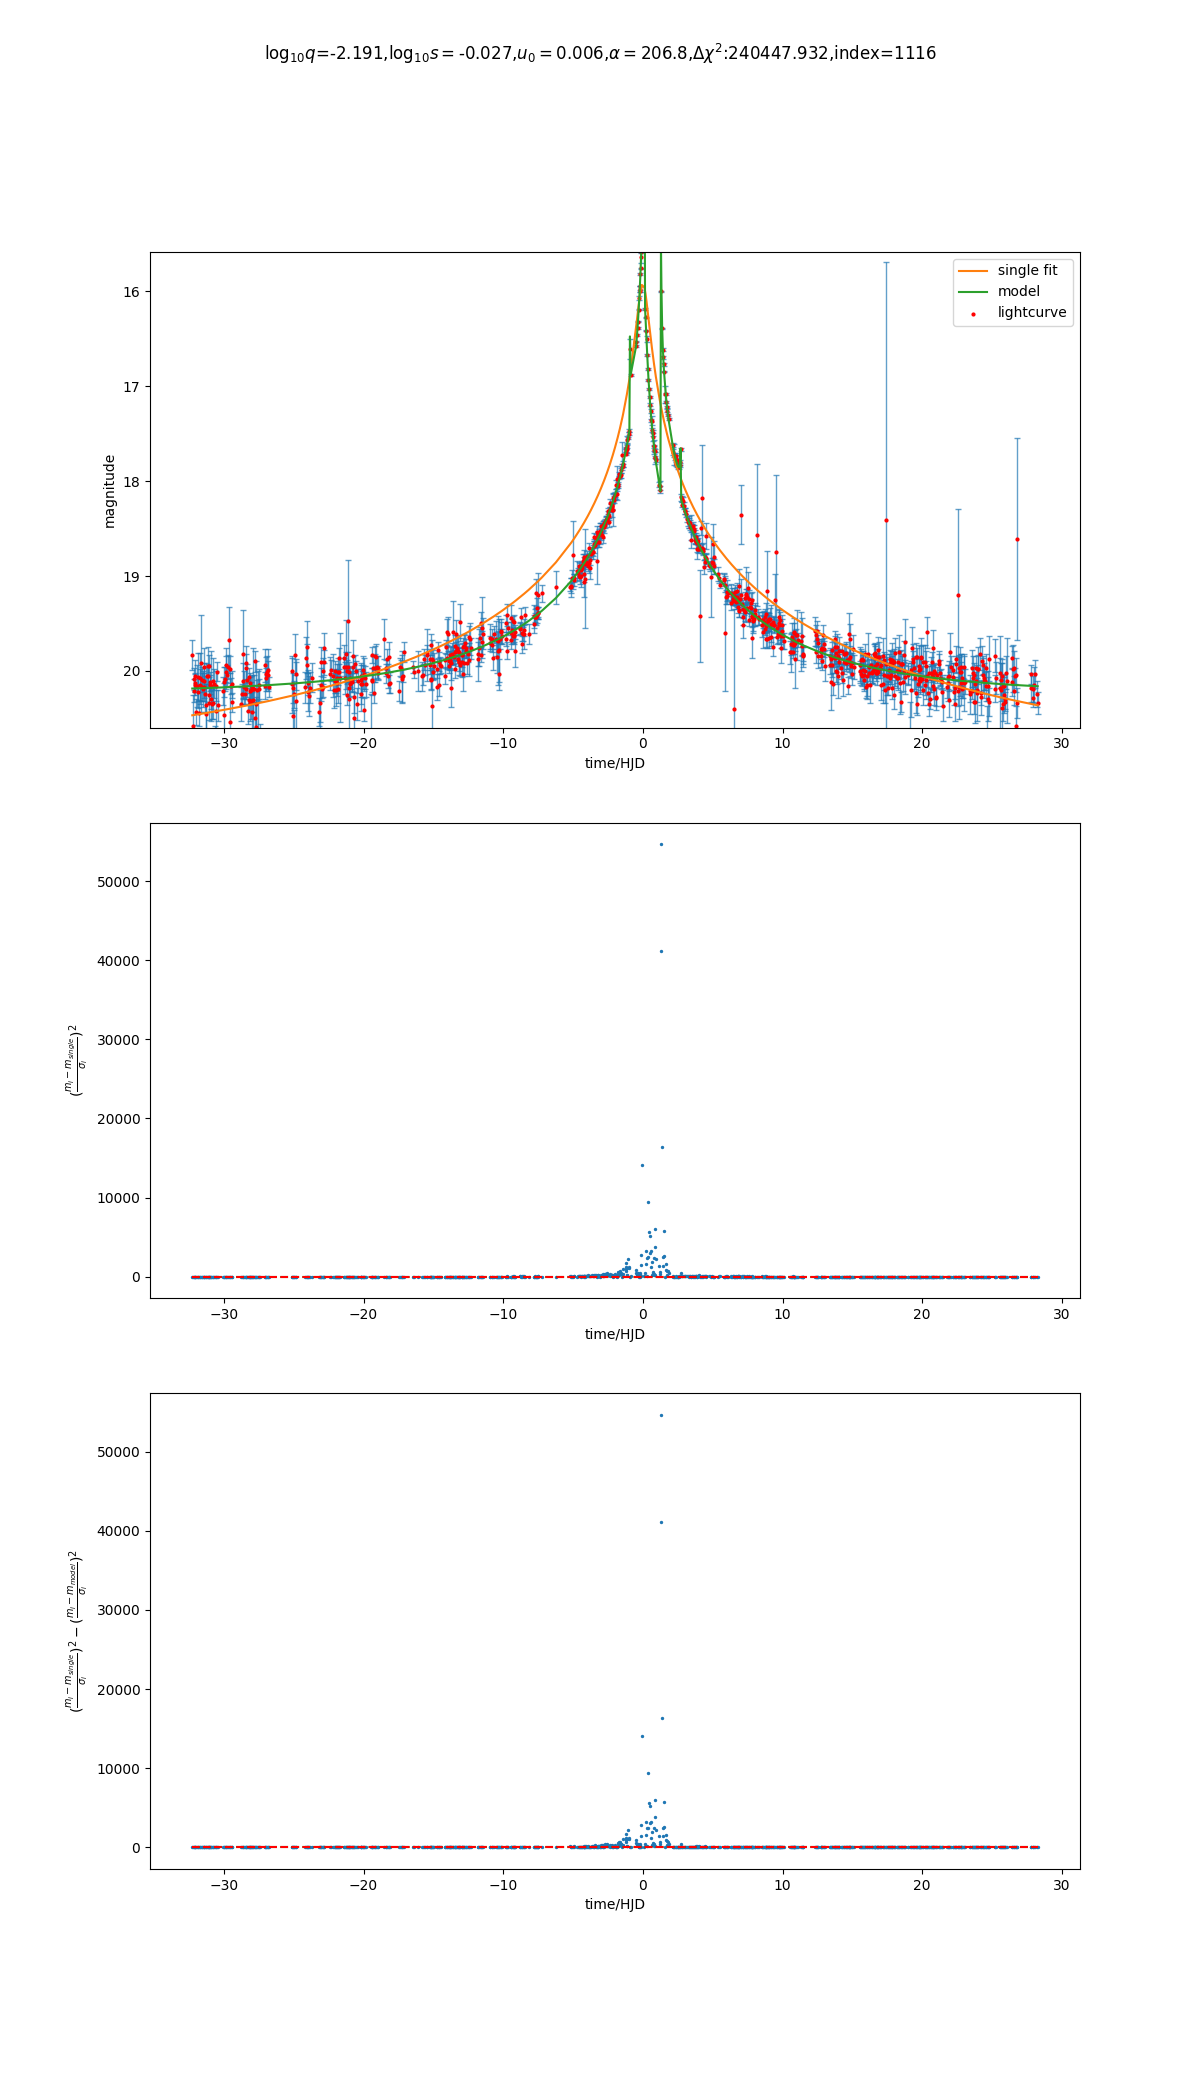 log₁₀q=-2.191,log₁₀s = -0.027,u₀ = 0.006,α = 206.8,Δχ²:240447.932,index=1116
single fit
model
lightcurve
magnitude
16
17
18
19
20
−30 −20 −10 0 10 20 30
time/HJD
(mᵢ − m_single / σᵢ)²
50000
40000
30000
20000
10000
0
−30 −20 −10 0 10 20 30
time/HJD
(mᵢ − m_single / σᵢ)² − (mᵢ − m_model / σᵢ)²
50000
40000
30000
20000
10000
0
−30 −20 −10 0 10 20 30
time/HJD